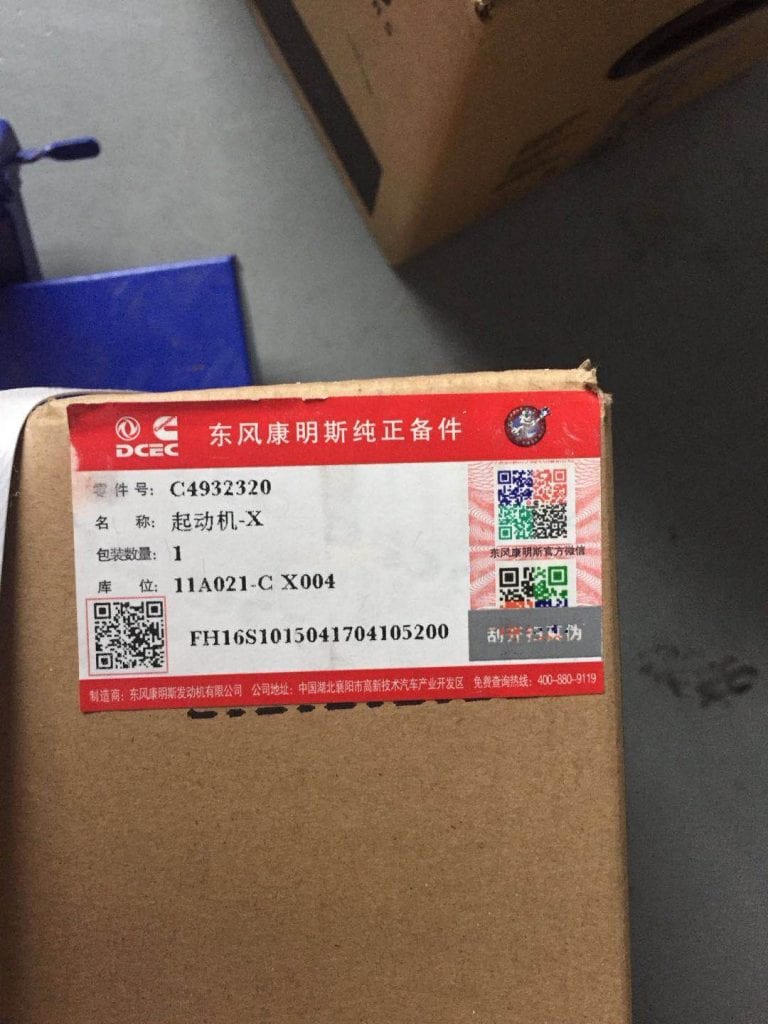 DCEC
东风康明斯纯正备件
零件号: C4932320
名 称: 起动机-X
包装数量: 1
库 位: 11A021-C X004
FH16S1015041704105200
东风康明斯官方微信
刮开扫真伪
制造商: 东风康明斯发动机有限公司 公司地址: 中国湖北襄阳市高新技术汽车产业开发区 免费查询热线: 400-880-9119